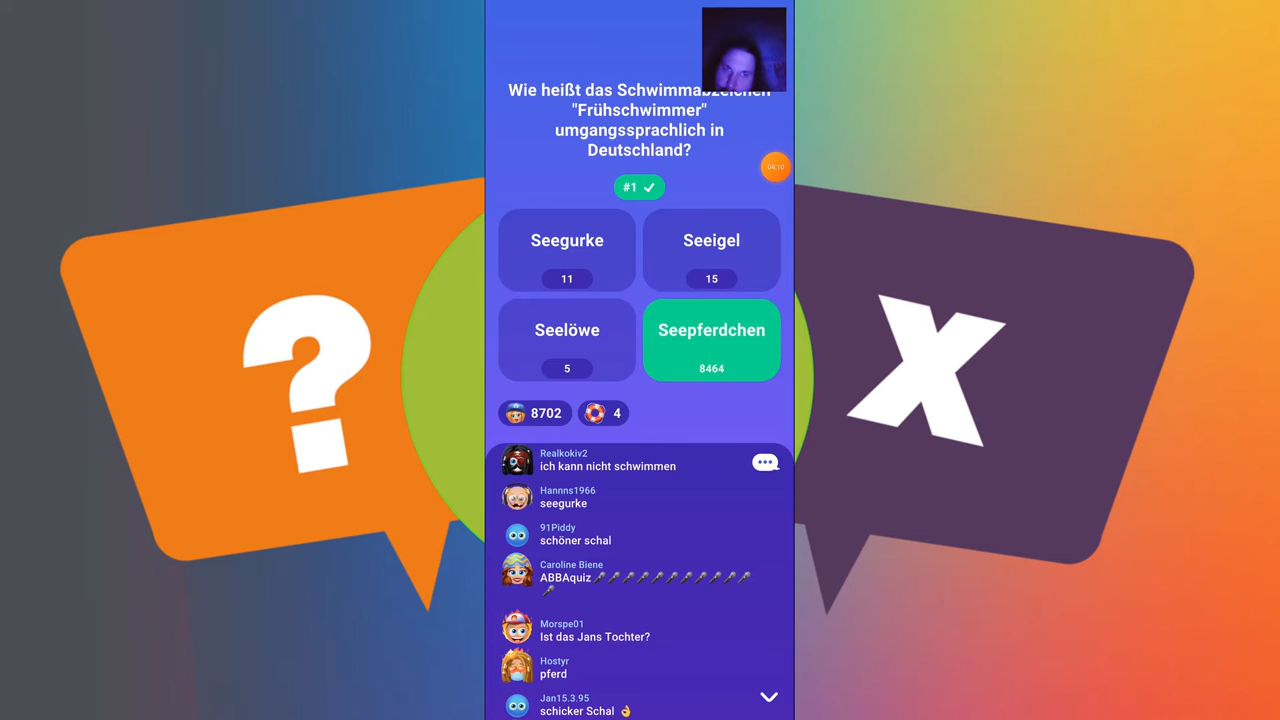 Wie heißt das Schwimmabzeichen
"Frühschwimmer"
umgangssprachlich in
Deutschland?
04:10
#1
Seegurke
11
Seeigel
15
Seelöwe
5
Seepferdchen
8464
8702
4
Realkokiv2
ich kann nicht schwimmen
Hannns1966
seegurke
91Piddy
schöner schal
Caroline Biene
ABBAquiz🎤🎤🎤🎤🎤🎤🎤🎤🎤🎤🎤
🎤
Morspe01
Ist das Jans Tochter?
Hostyr
pferd
Jan15.3.95
schicker Schal 👌
?
X